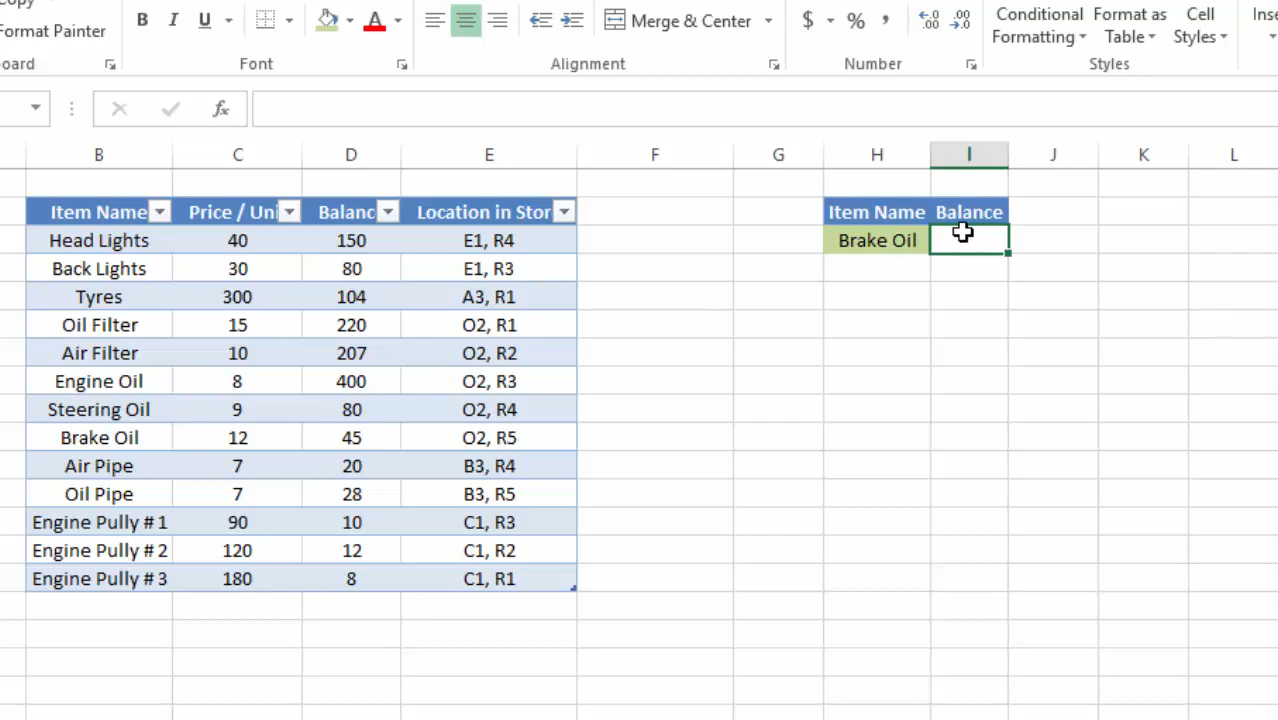 opy
Format Painter
B I U A
Merge & Center
$ % ,
.0 .00
.00 .0
Conditional Formatting
Format as Table
Cell Styles
Inse
oard
Font
Alignment
Number
Styles
fx
B C D E F G H I J K L
Item Name Price / Uni Balanc Location in Stor
Item Name Balance
Head Lights 40 150 E1, R4
Brake Oil
Back Lights 30 80 E1, R3
Tyres 300 104 A3, R1
Oil Filter 15 220 O2, R1
Air Filter 10 207 O2, R2
Engine Oil 8 400 O2, R3
Steering Oil 9 80 O2, R4
Brake Oil 12 45 O2, R5
Air Pipe 7 20 B3, R4
Oil Pipe 7 28 B3, R5
Engine Pully # 1 90 10 C1, R3
Engine Pully # 2 120 12 C1, R2
Engine Pully # 3 180 8 C1, R1